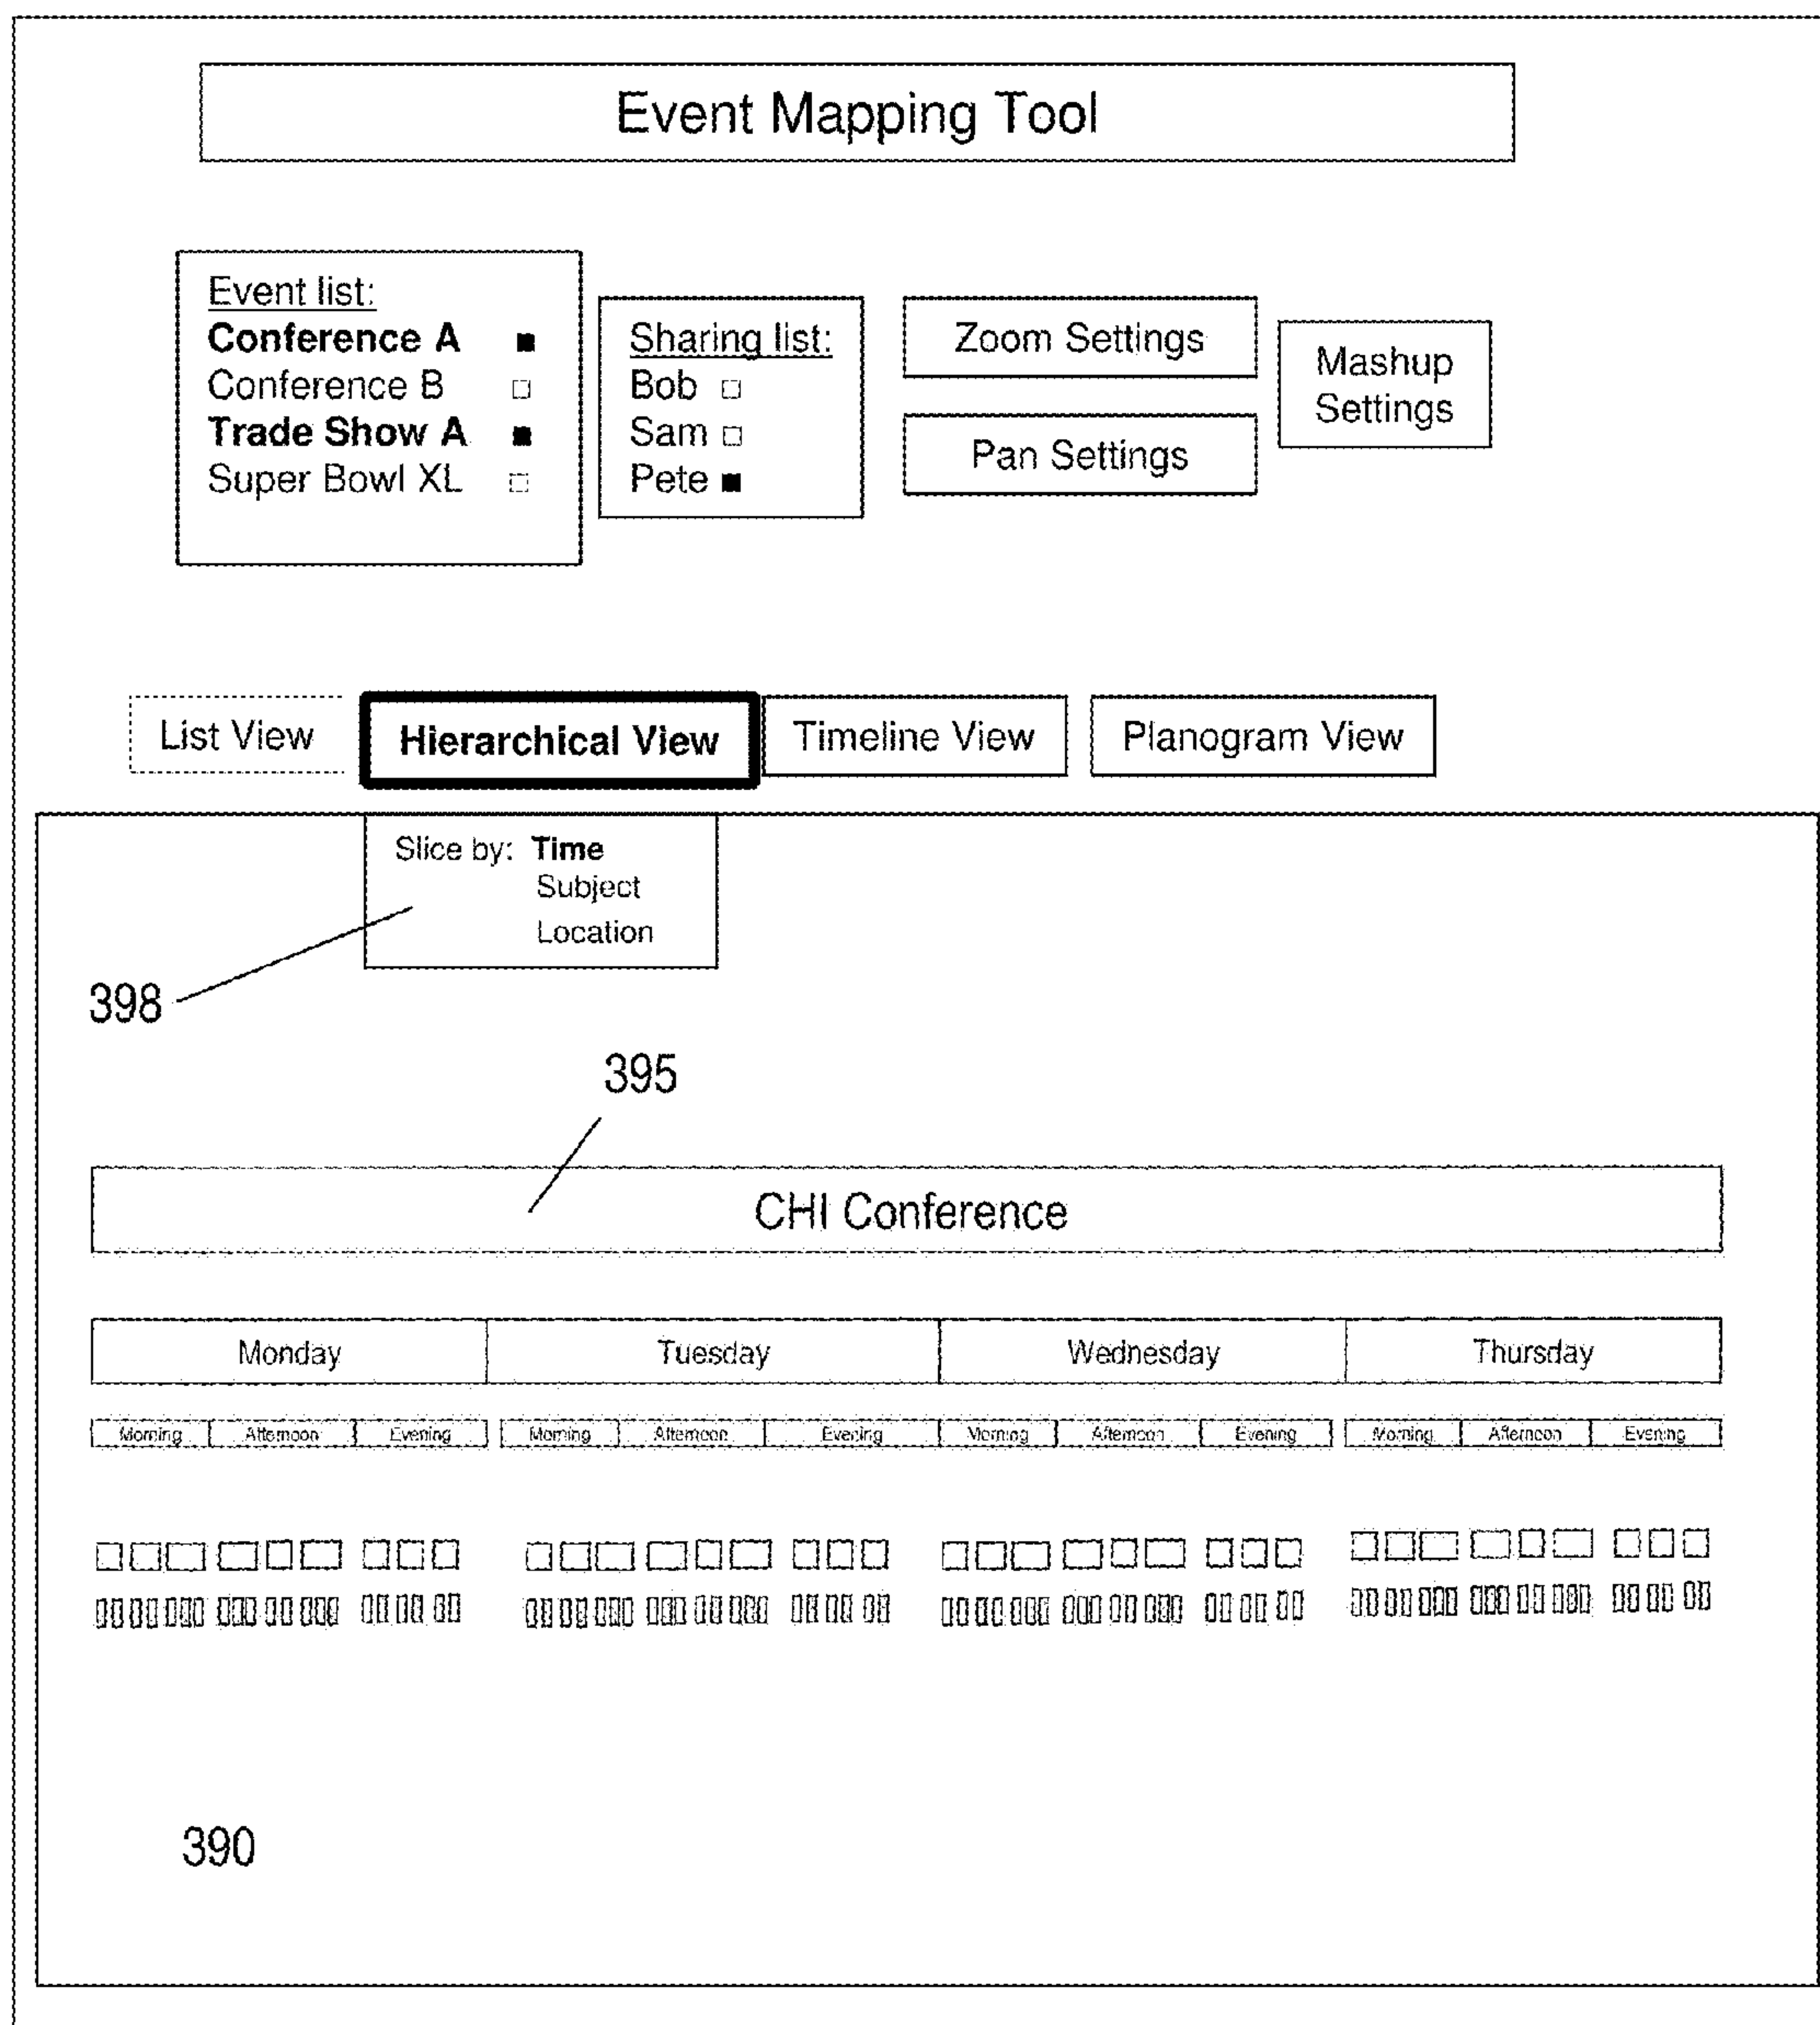 Event Mapping Tool
Event list:
Conference A
Conference B
Trade Show A
Super Bowl XL
Sharing list:
Bob
Sam
Pete
Zoom Settings
Pan Settings
Mashup
Settings
List View
Hierarchical View
Timeline View
Planogram View
Slice by: Time
Subject
Location
398
395
CHI Conference
Monday Tuesday Wednesday Thursday
Morning Afternoon Evening Morning Afternoon Evening Morning Afternoon Evening Morning Afternoon Evening
390